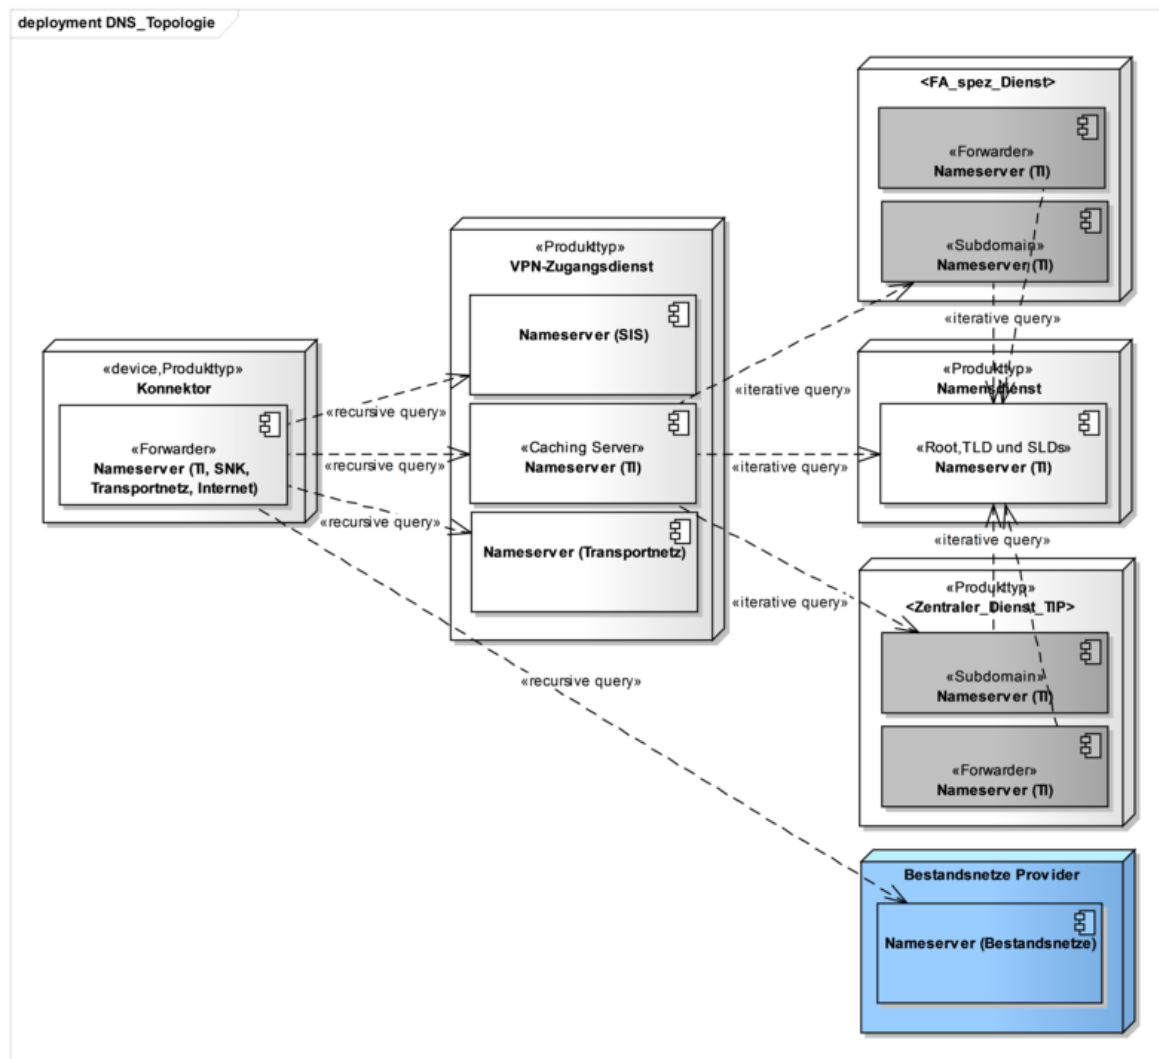 deployment DNS_Topologie
<FA_spez_Dienst>
«Forwarder»
Nameserver (TI)
«Subdomain»
Nameserver (TI)
«iterative query»
«Produkttyp»
VPN-Zugangsdienst
Nameserver (SIS)
«Caching Server»
Nameserver (TI)
Nameserver (Transportnetz)
«device,Produkttyp»
Konnektor
«Forwarder»
Nameserver (TI, SNK,
Transportnetz, Internet)
«recursive query»
«recursive query»
«recursive query»
«recursive query»
«iterative query»
«iterative query»
«iterative query»
«Produkttyp»
Namensdienst
«Root,TLD und SLDs»
Nameserver (TI)
«iterative query»
«Produkttyp»
<Zentraler_Dienst_TIP>
«Subdomain»
Nameserver (TI)
«Forwarder»
Nameserver (TI)
Bestandsnetze Provider
Nameserver (Bestandsnetze)